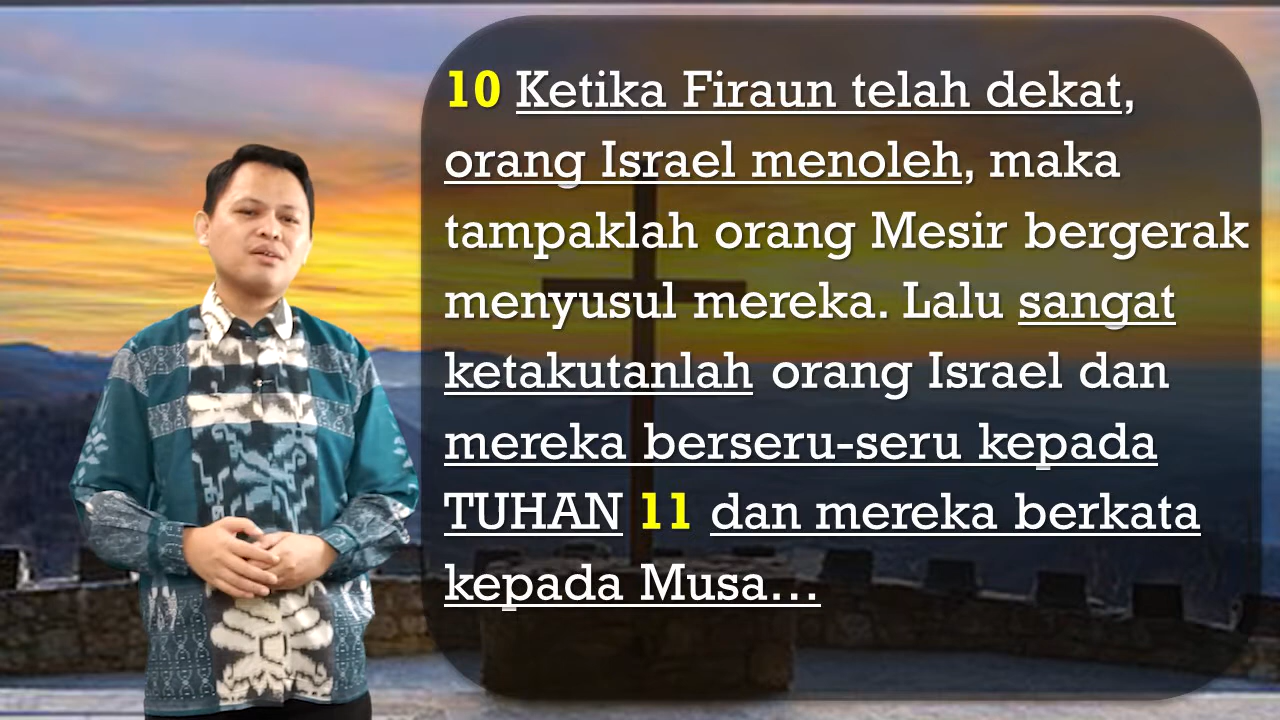 10 Ketika Firaun telah dekat,
orang Israel menoleh, maka
tampaklah orang Mesir bergerak
menyusul mereka. Lalu sangat
ketakutanlah orang Israel dan
mereka berseru-seru kepada
TUHAN 11 dan mereka berkata
kepada Musa…